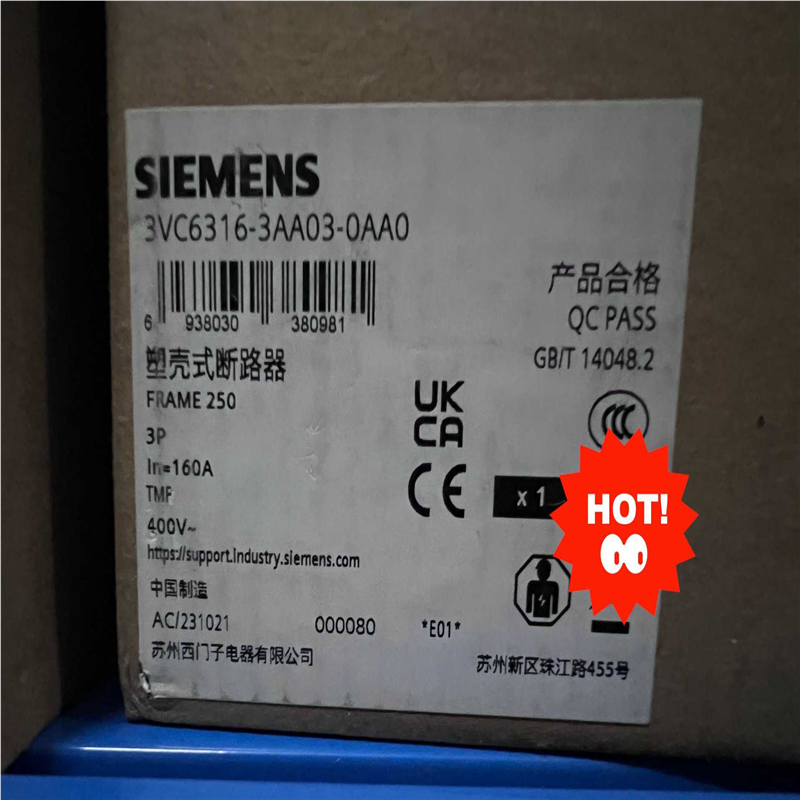 SIEMENS
3VC6316-3AA03-0AA0
6 938030 380981
产品合格
QC PASS
GB/T 14048.2
塑壳式断路器
FRAME 250
3P
In=160A
TMF
400V~
https://support.industry.siemens.com
UK
CA
CCC
CE
x 1
HOT!
中国制造
AC/231021 000080 *E01*
苏州西门子电器有限公司
苏州新区珠江路455号